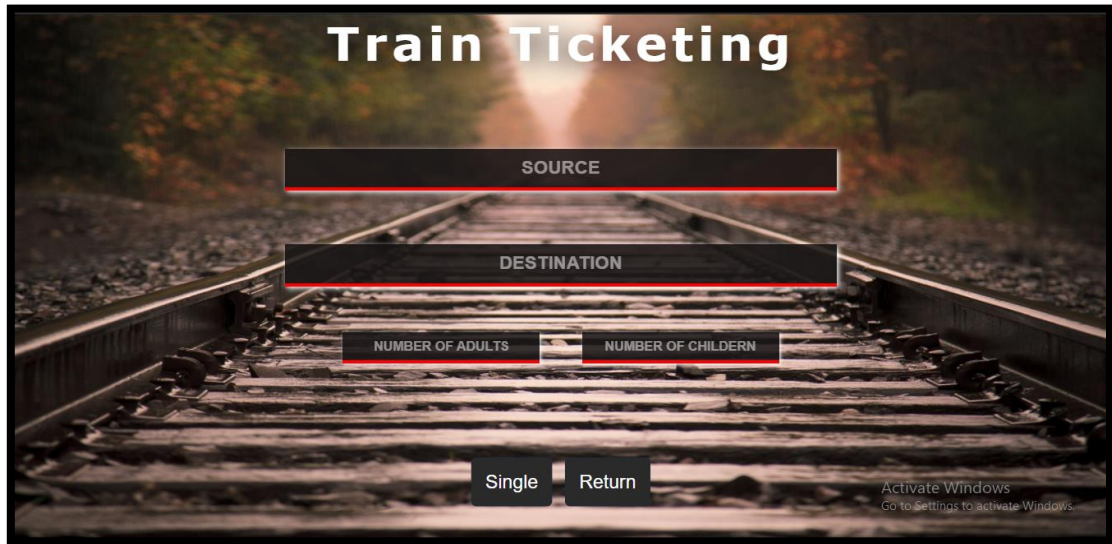 Train Ticketing
SOURCE
DESTINATION
NUMBER OF ADULTS
NUMBER OF CHILDERN
Single
Return
Activate Windows
Go to Settings to activate Windows.